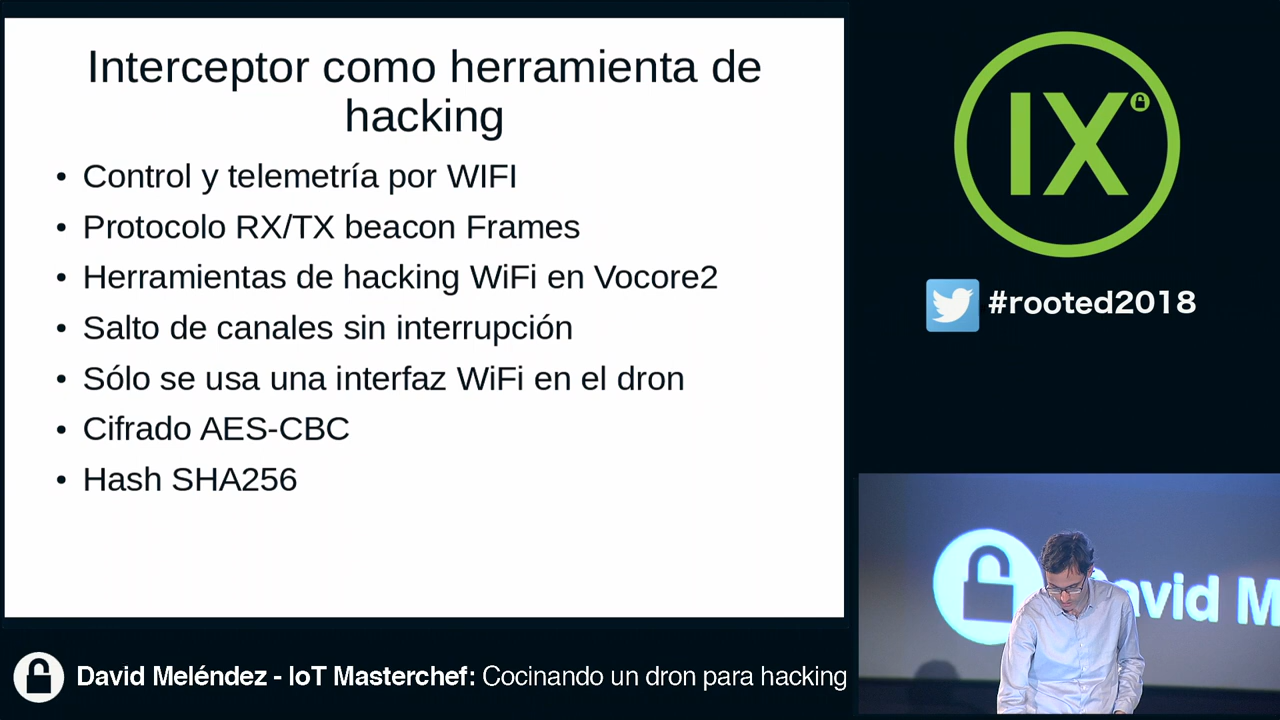 Interceptor como herramienta de
hacking
• Control y telemetría por WIFI
• Protocolo RX/TX beacon Frames
• Herramientas de hacking WiFi en Vocore2
• Salto de canales sin interrupción
• Sólo se usa una interfaz WiFi en el dron
• Cifrado AES-CBC
• Hash SHA256
IX
#rooted2018
David M
David Meléndez - IoT Masterchef: Cocinando un dron para hacking